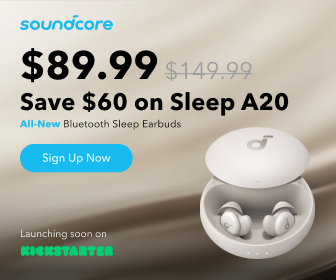 soundcore
$89.99 $149.99
Save $60 on Sleep A20
All-New Bluetooth Sleep Earbuds
Sign Up Now
Launching soon on
KICKSTARTER